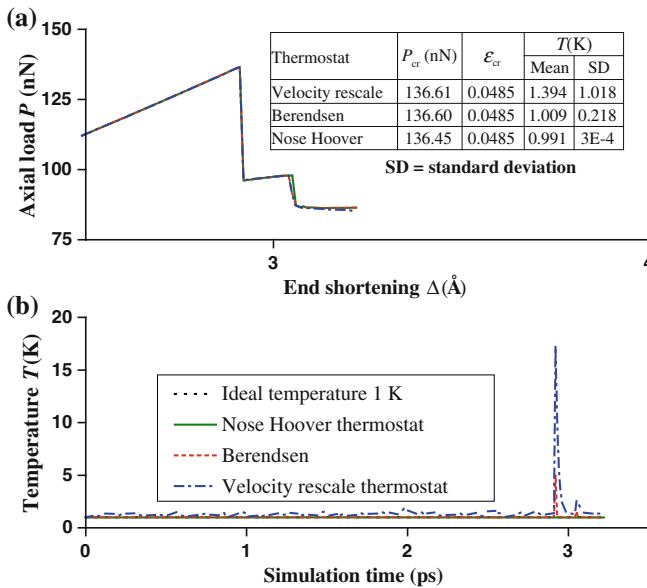 (a)
150
125
100
75
Axial load P (nN)
Thermostat P_cr (nN) ε_cr T(K)
Mean SD
Velocity rescale 136.61 0.0485 1.394 1.018
Berendsen 136.60 0.0485 1.009 0.218
Nose Hoover 136.45 0.0485 0.991 3E-4
SD = standard deviation
3 4
End shortening Δ(Å)
(b)
20
15
10
5
0
Temperature T(K)
Ideal temperature 1 K
Nose Hoover thermostat
Berendsen
Velocity rescale thermostat
0 1 2 3
Simulation time (ps)